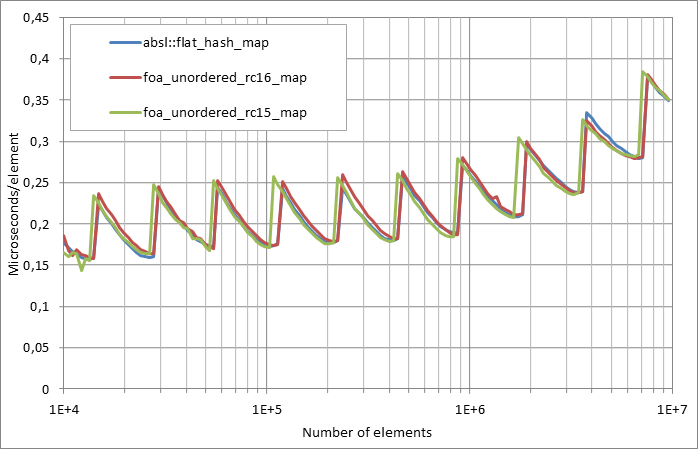 0,45
0,4
0,35
0,3
0,25
0,2
0,15
0,1
0,05
0
Microseconds/element
absl::flat_hash_map
foa_unordered_rc16_map
foa_unordered_rc15_map
1E+4
1E+5
1E+6
1E+7
Number of elements